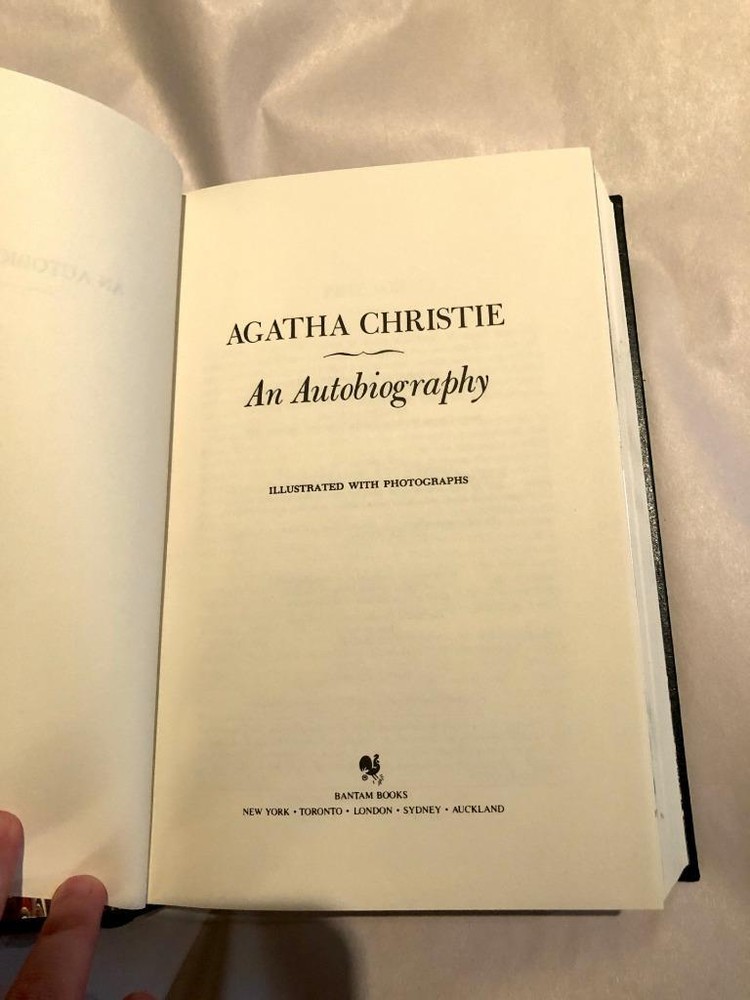 AGATHA CHRISTIE
An Autobiography
ILLUSTRATED WITH PHOTOGRAPHS
BANTAM BOOKS
NEW YORK • TORONTO • LONDON • SYDNEY • AUCKLAND